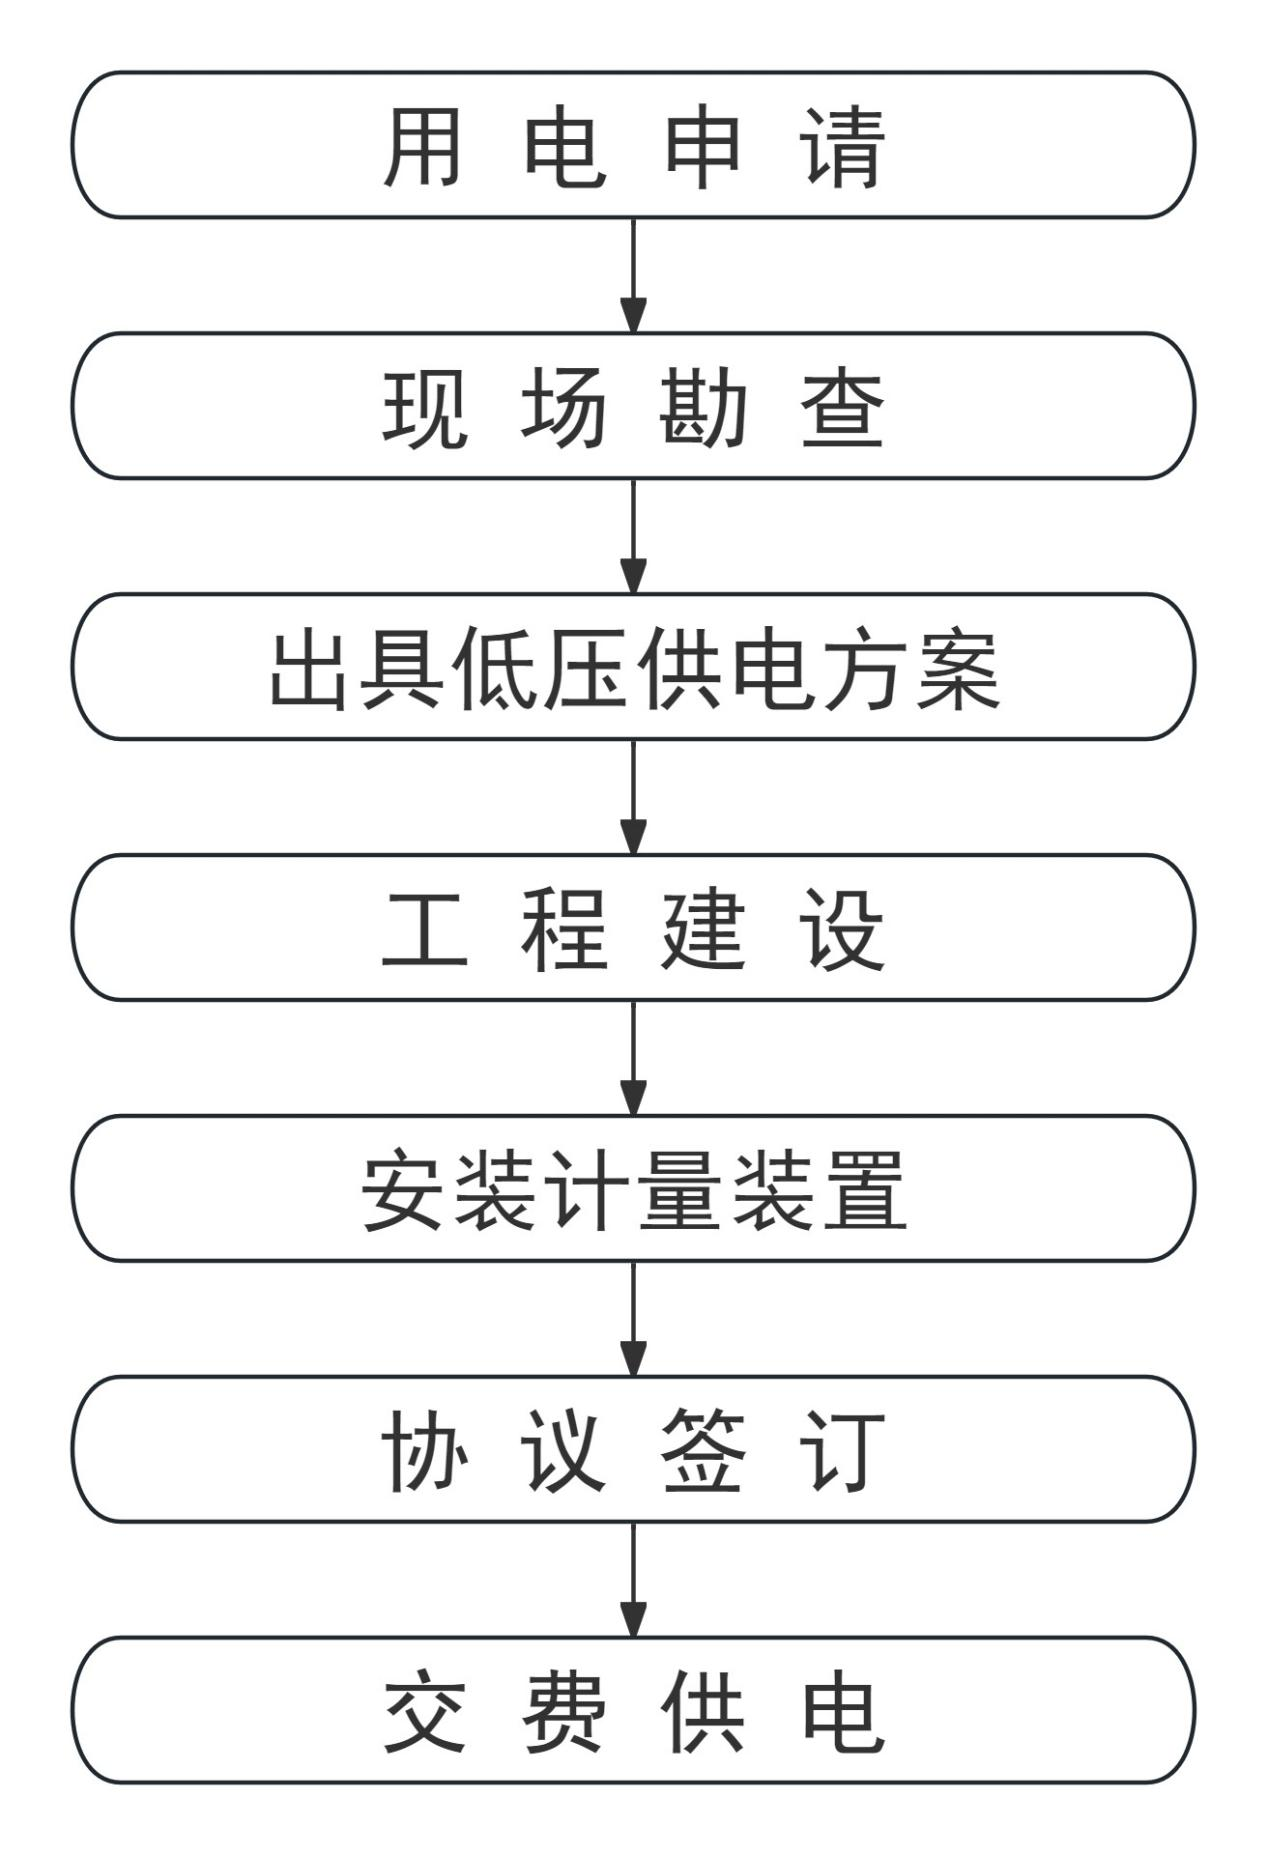 用电申请
现场勘查
出具低压供电方案
工程建设
安装计量装置
协议签订
交费供电